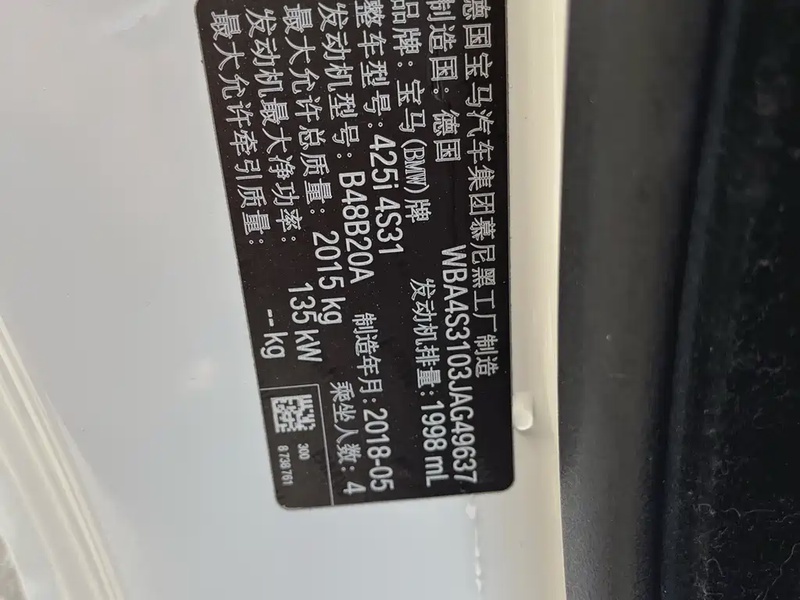 德国宝马汽车集团慕尼黑工厂制造
制造国: 德国 WBA4S3103JAG49637
品牌: 宝马(BMW)牌 发动机排量: 1998 mL
整车型号: 425i 4S31
发动机型号: B48B20A 制造年月: 2018-05
最大允许总质量: 2015 kg 乘坐人数: 4
发动机最大净功率: 135 kW
最大允许牵引质量: -- kg
300
8 738 761